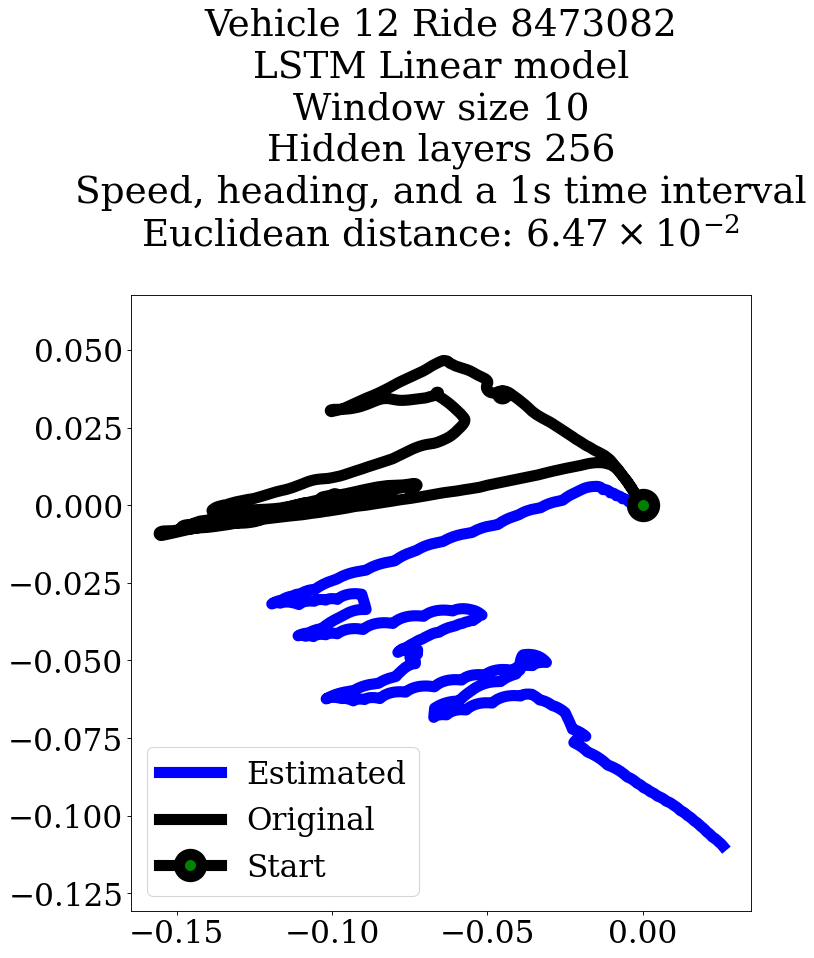 Vehicle 12 Ride 8473082
LSTM Linear model
Window size 10
Hidden layers 256
Speed, heading, and a 1s time interval
Euclidean distance: 6.47 × 10⁻²
0.050
0.025
0.000
−0.025
−0.050
−0.075
−0.100
−0.125
Estimated
Original
Start
−0.15 −0.10 −0.05 0.00